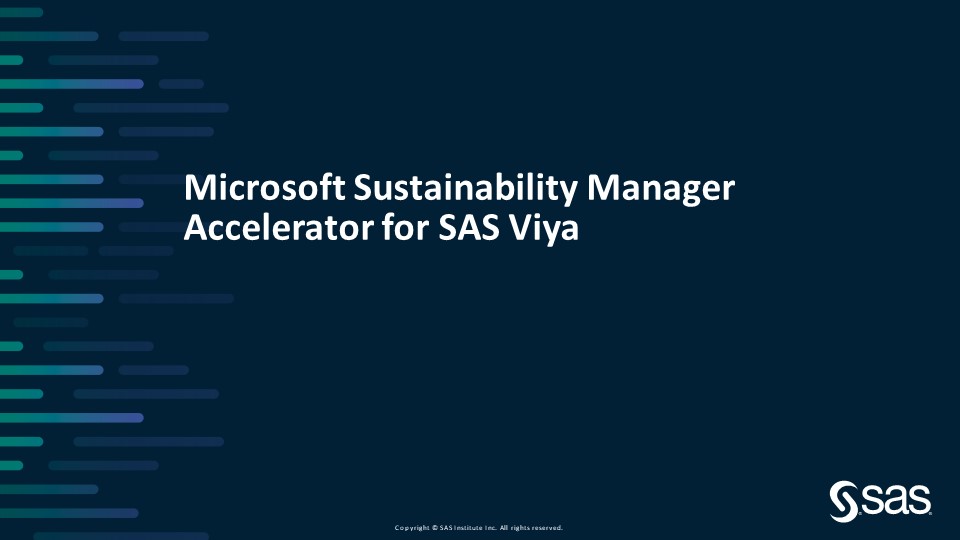 Microsoft Sustainability Manager
Accelerator for SAS Viya
sas
Copyright © SAS Institute Inc. All rights reserved.